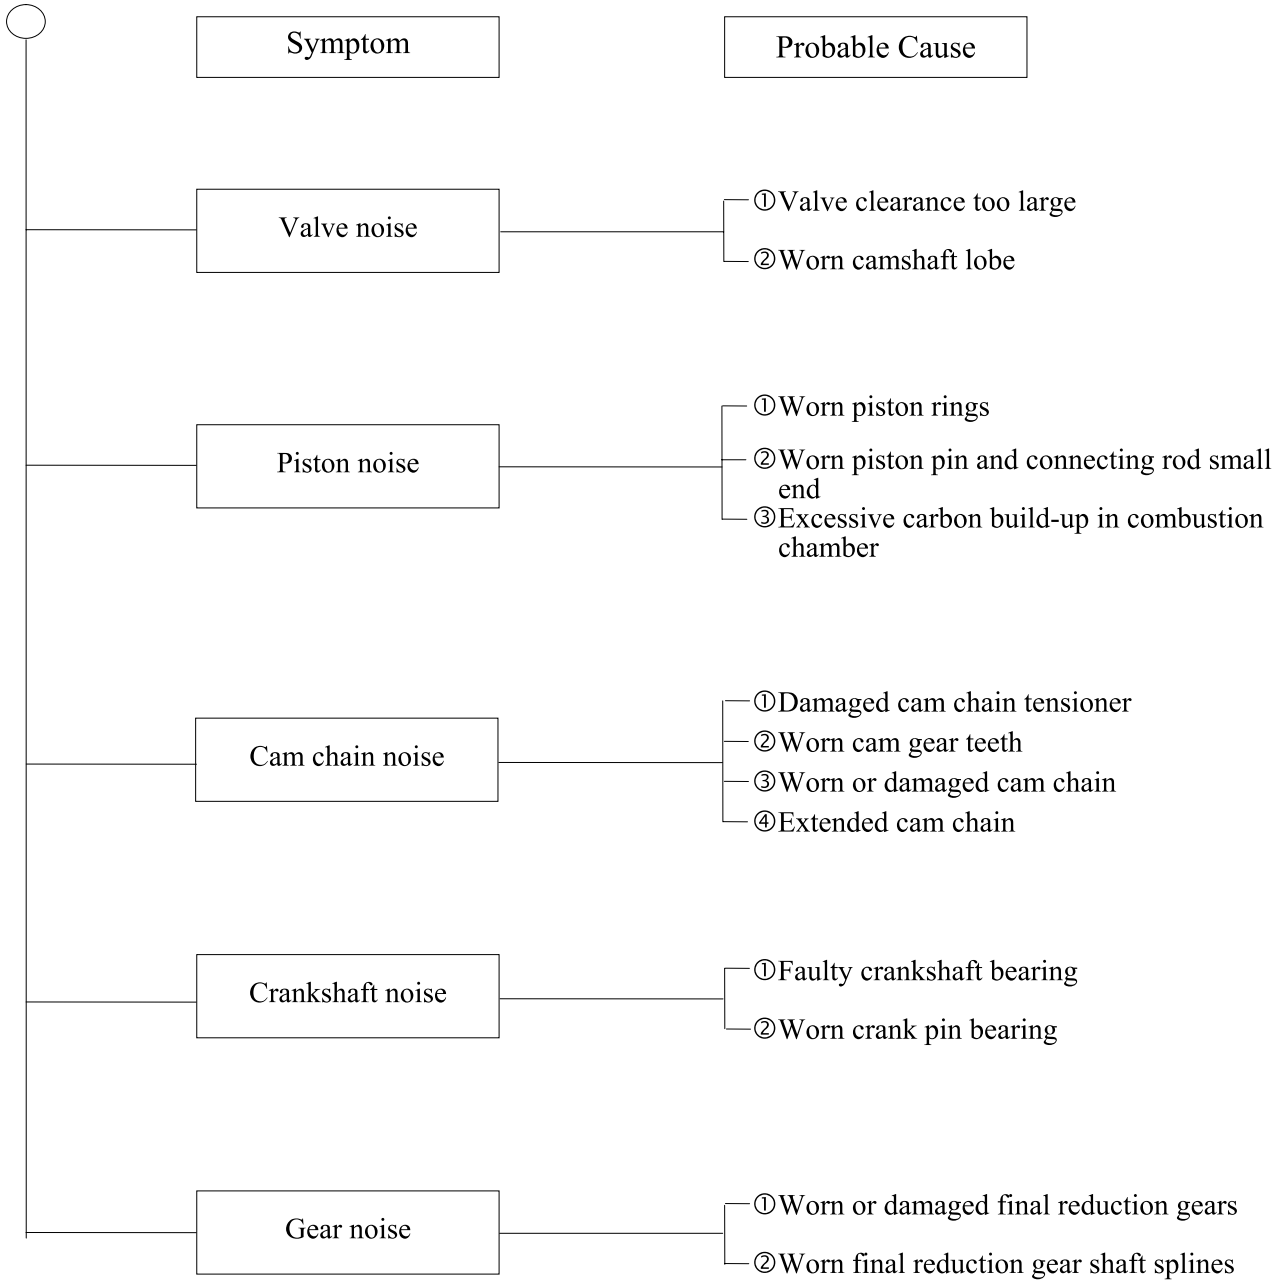 Symptom
Probable Cause
Valve noise
①Valve clearance too large
②Worn camshaft lobe
Piston noise
①Worn piston rings
②Worn piston pin and connecting rod small
end
③Excessive carbon build-up in combustion
chamber
Cam chain noise
①Damaged cam chain tensioner
②Worn cam gear teeth
③Worn or damaged cam chain
④Extended cam chain
Crankshaft noise
①Faulty crankshaft bearing
②Worn crank pin bearing
Gear noise
①Worn or damaged final reduction gears
②Worn final reduction gear shaft splines